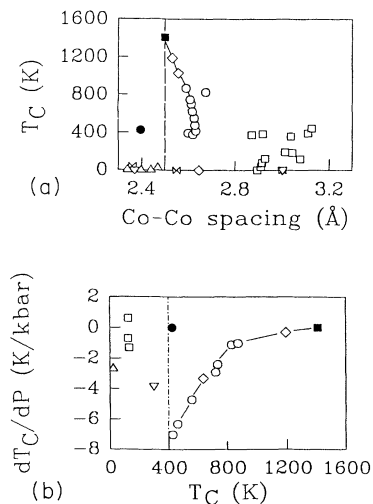 1600
1200
800
400
0
T_C (K)
2.4 2.8 3.2
(a)
Co-Co spacing (Å)
2
0
-2
-4
-6
-8
dT_C/dP (K/kbar)
0 400 800 1200 1600
(b)
T_C (K)